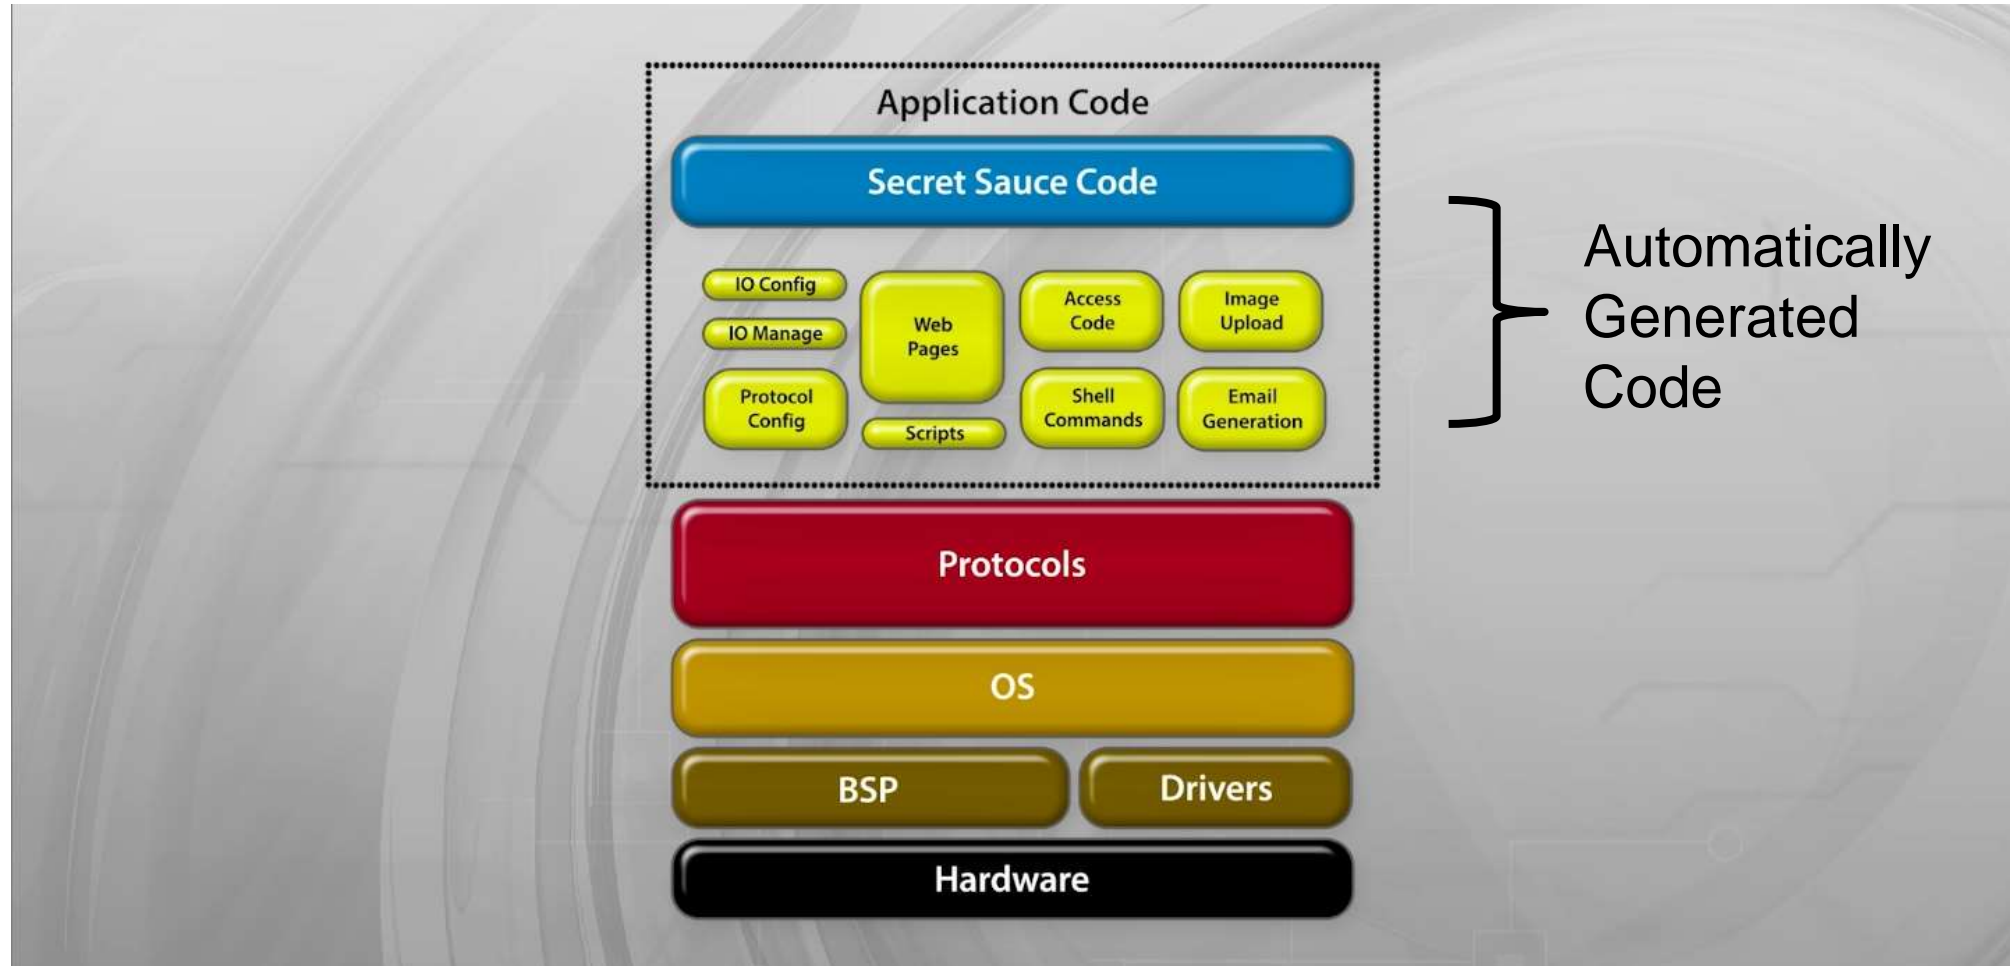 Application Code
Secret Sauce Code
IO Config
IO Manage
Protocol
Config
Web
Pages
Scripts
Access
Code
Shell
Commands
Image
Upload
Email
Generation
Automatically
Generated
Code
Protocols
OS
BSP
Drivers
Hardware